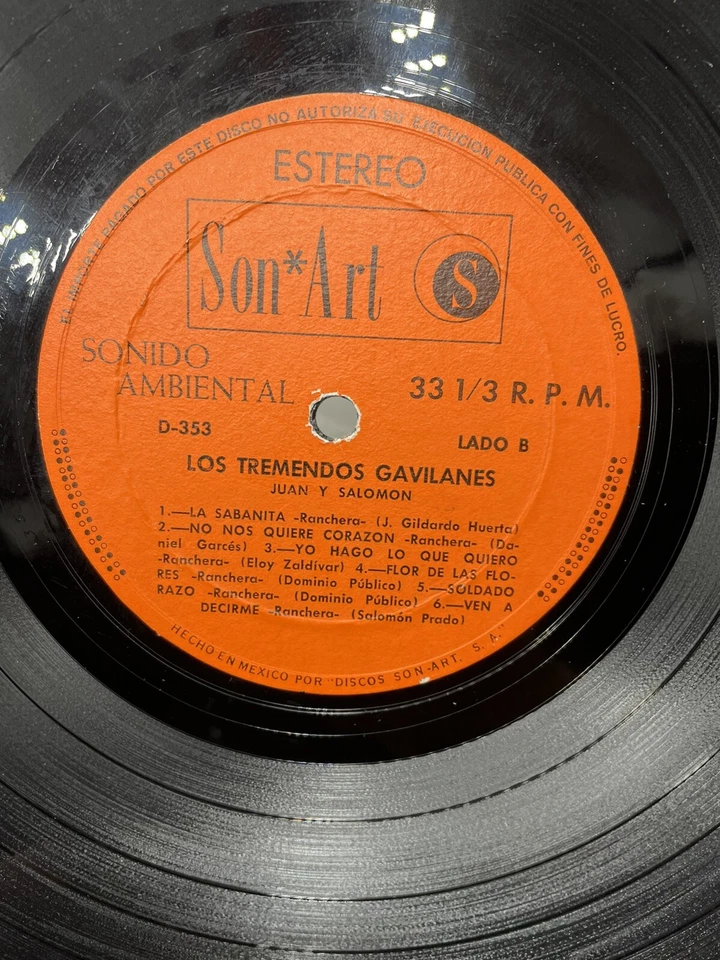 EL IMPORTE PAGADO POR ESTE DISCO NO AUTORIZA SU EJECUCION PUBLICA CON FINES DE LUCRO.
ESTEREO
Son*Art S
SONIDO
AMBIENTAL
33 1/3 R. P. M.
D-353
LADO B
LOS TREMENDOS GAVILANES
JUAN Y SALOMON
1.—LA SABANITA -Ranchera- (J. Gildardo Huerta)
2.—NO NOS QUIERE CORAZON -Ranchera- (Da-
niel Garcés) 3.—YO HAGO LO QUE QUIERO
-Ranchera- (Eloy Zaldívar) 4.—FLOR DE LAS FLO-
RES -Ranchera- (Dominio Público) 5.—SOLDADO
RAZO -Ranchera- (Dominio Público) 6.—VEN A
DECIRME -Ranchera- (Salomón Prado)
HECHO EN MEXICO POR "DISCOS SON-ART, S. A."